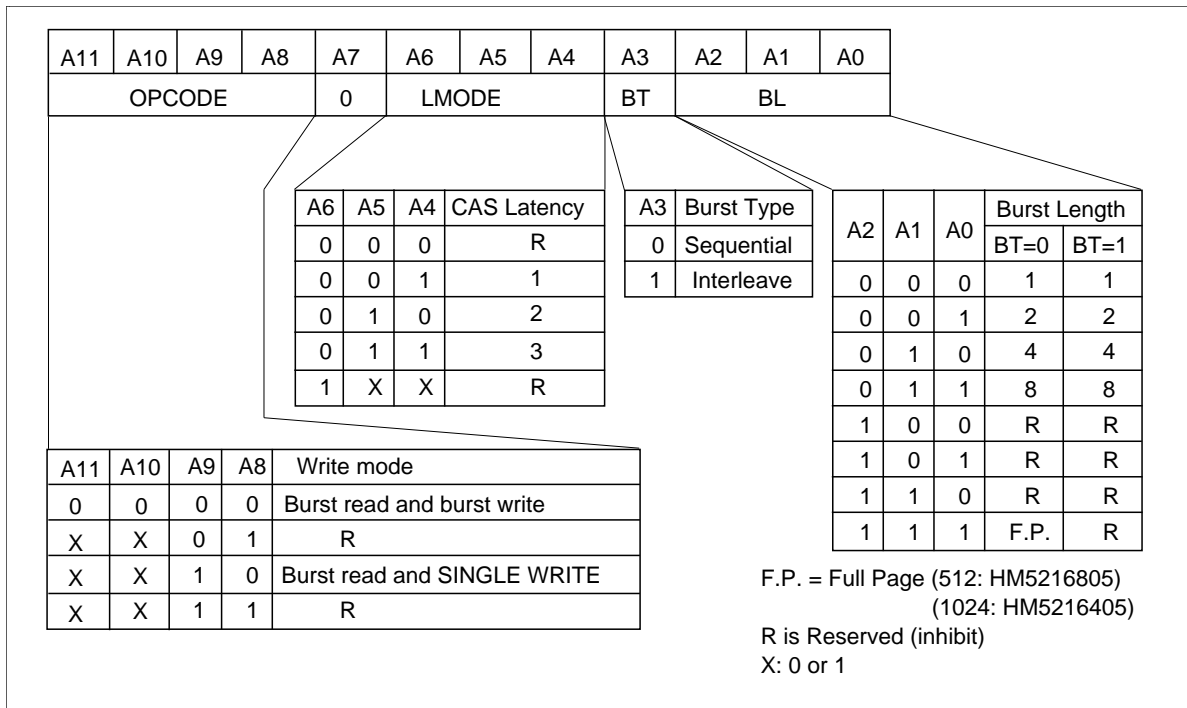 A11 A10 A9 A8 A7 A6 A5 A4 A3 A2 A1 A0
OPCODE 0 LMODE BT BL
A6 A5 A4 CAS Latency
0 0 0 R
0 0 1 1
0 1 0 2
0 1 1 3
1 X X R
A3 Burst Type
0 Sequential
1 Interleave
A2 A1 A0 Burst Length
BT=0 BT=1
0 0 0 1 1
0 0 1 2 2
0 1 0 4 4
0 1 1 8 8
1 0 0 R R
1 0 1 R R
1 1 0 R R
1 1 1 F.P. R
A11 A10 A9 A8 Write mode
0 0 0 0 Burst read and burst write
X X 0 1 R
X X 1 0 Burst read and SINGLE WRITE
X X 1 1 R
F.P. = Full Page (512: HM5216805)
(1024: HM5216405)
R is Reserved (inhibit)
X: 0 or 1